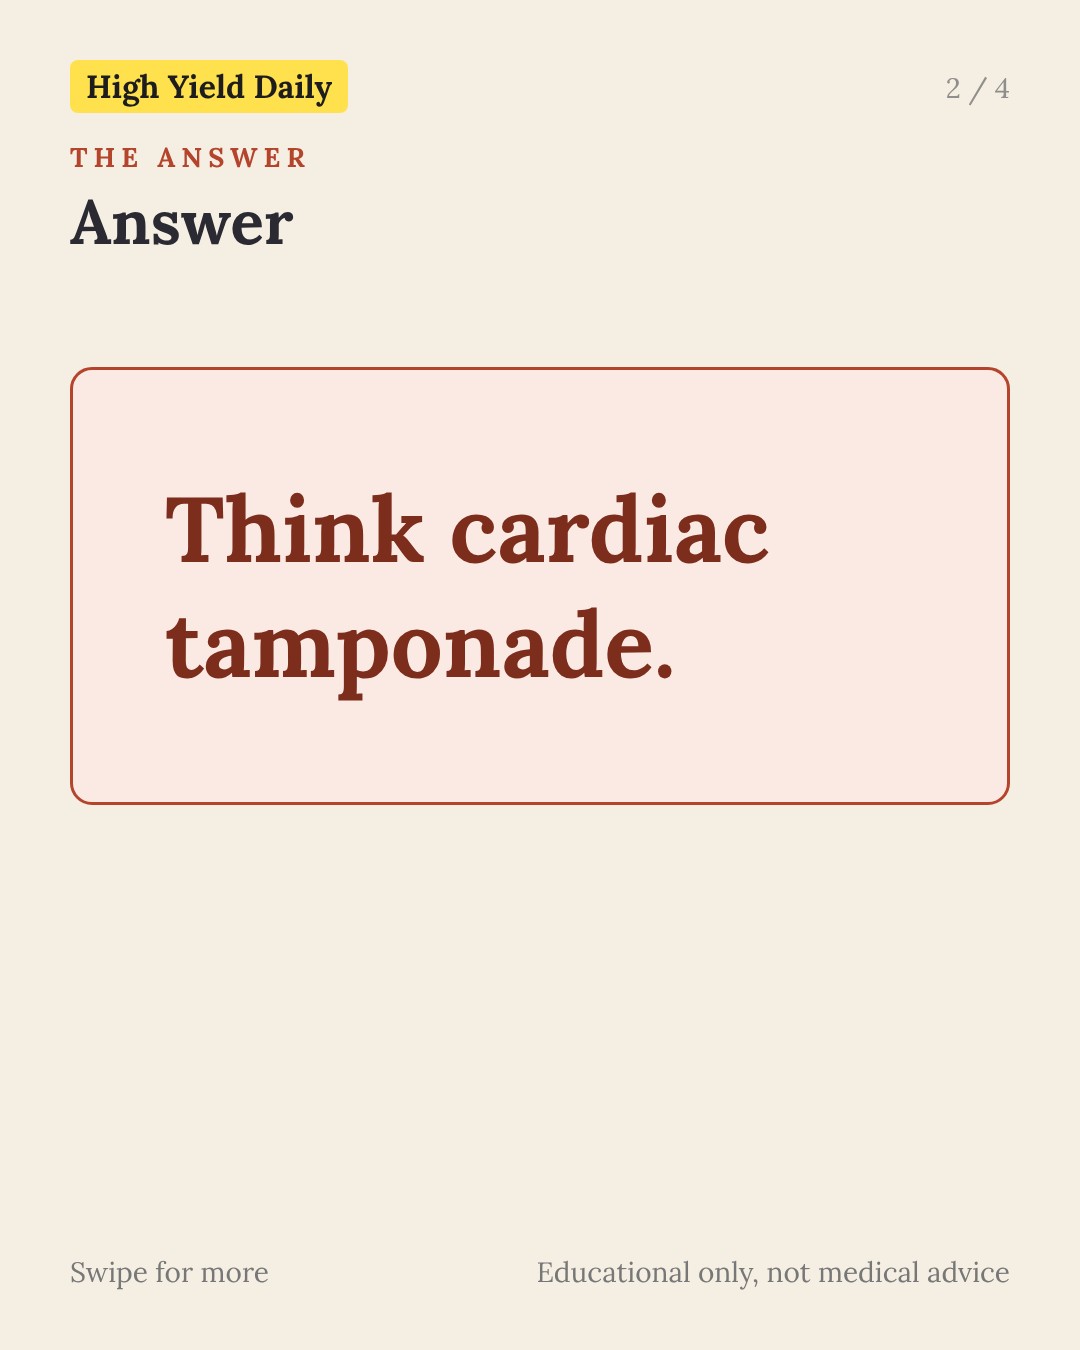 High Yield Daily
2 / 4
THE ANSWER
Answer
Think cardiac
tamponade.
Swipe for more
Educational only, not medical advice